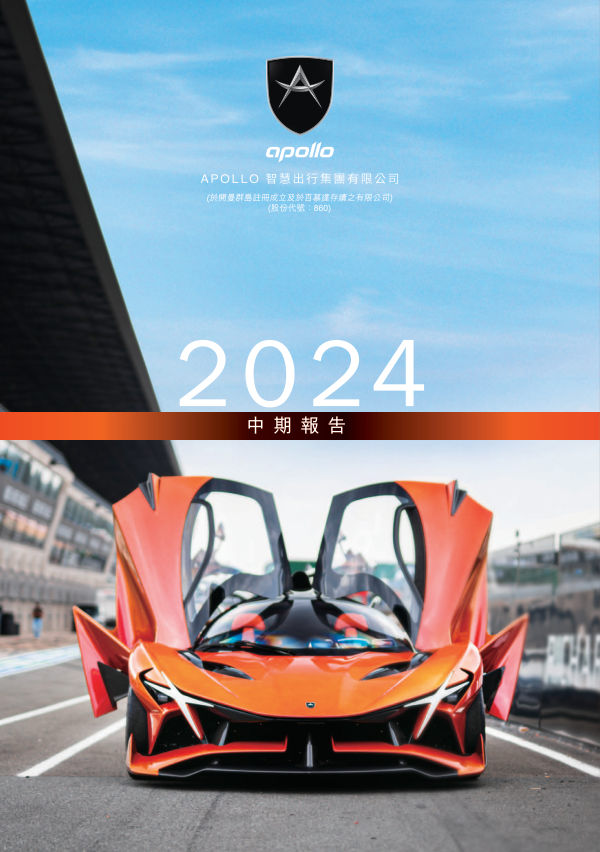 apollo
APOLLO 智慧出行集團有限公司
(於開曼群島註冊成立及於百慕達存續之有限公司)
(股份代號：860)
2024
中期報告